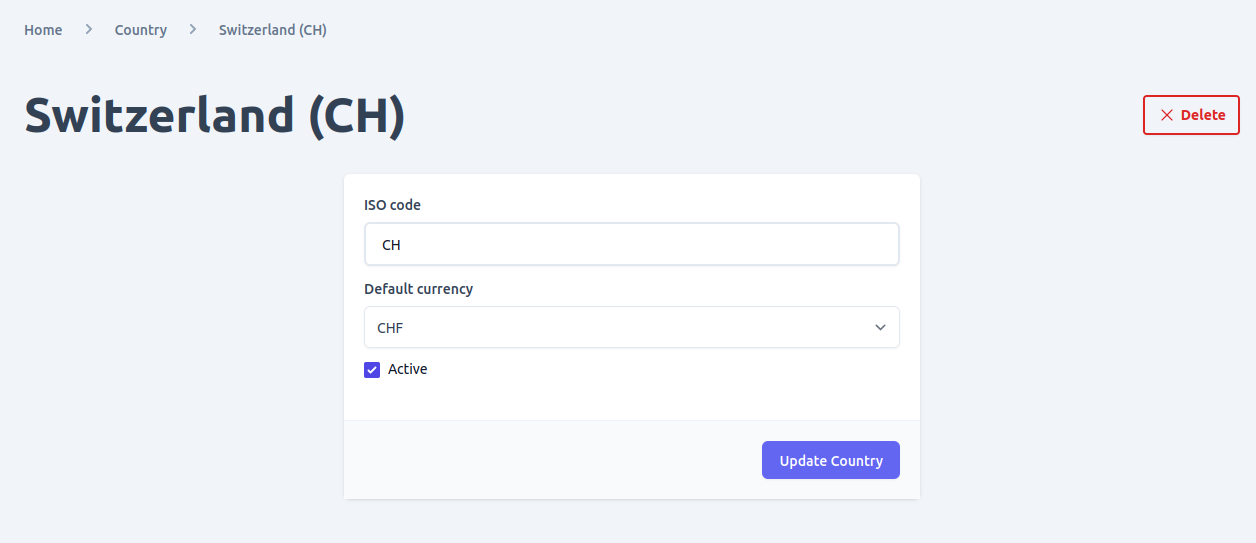 Home > Country > Switzerland (CH)
Switzerland (CH)
Delete
ISO code
CH
Default currency
CHF
Active
Update Country